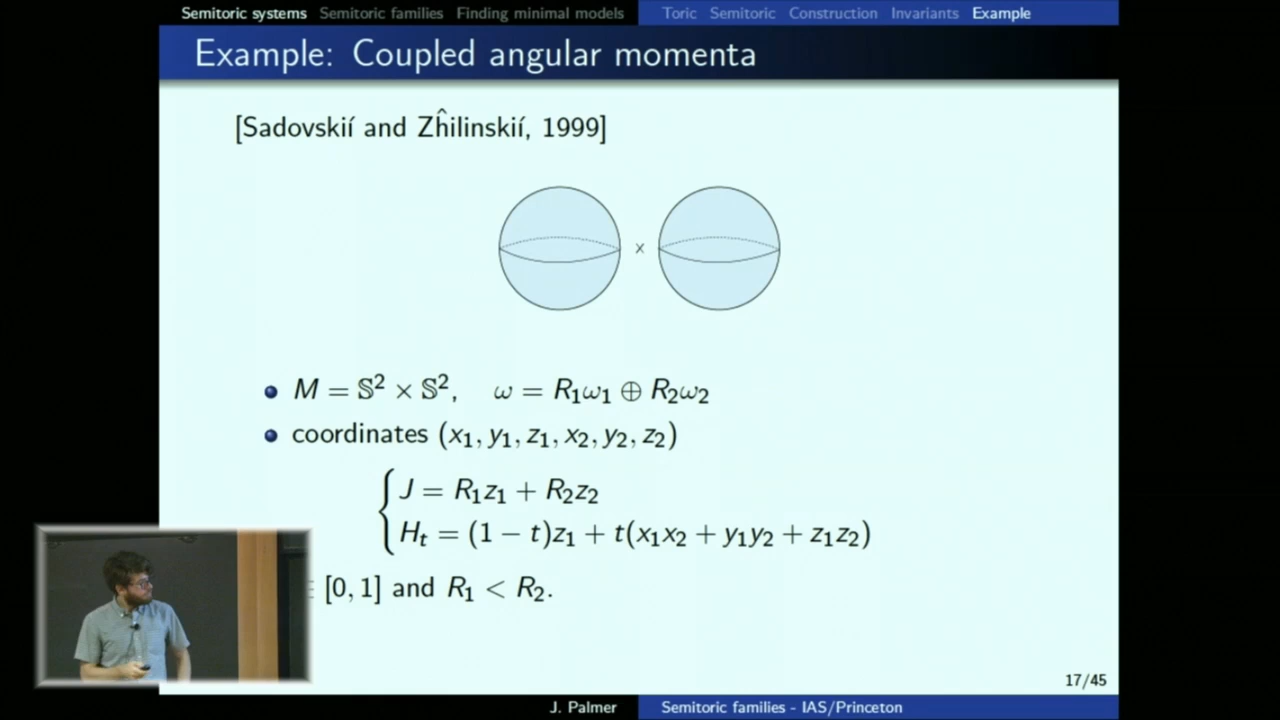 Semitoric systems Semitoric families Finding minimal models Toric Semitoric Construction Invariants Example
Example: Coupled angular momenta
[Sadovskií and Zĥilinskií, 1999]
×
M = 𝕊² × 𝕊², ω = R₁ω₁ ⊕ R₂ω₂
coordinates (x₁, y₁, z₁, x₂, y₂, z₂)
J = R₁z₁ + R₂z₂
Hₜ = (1 − t)z₁ + t(x₁x₂ + y₁y₂ + z₁z₂)
[0, 1] and R₁ < R₂.
17/45
J. Palmer Semitoric families - IAS/Princeton